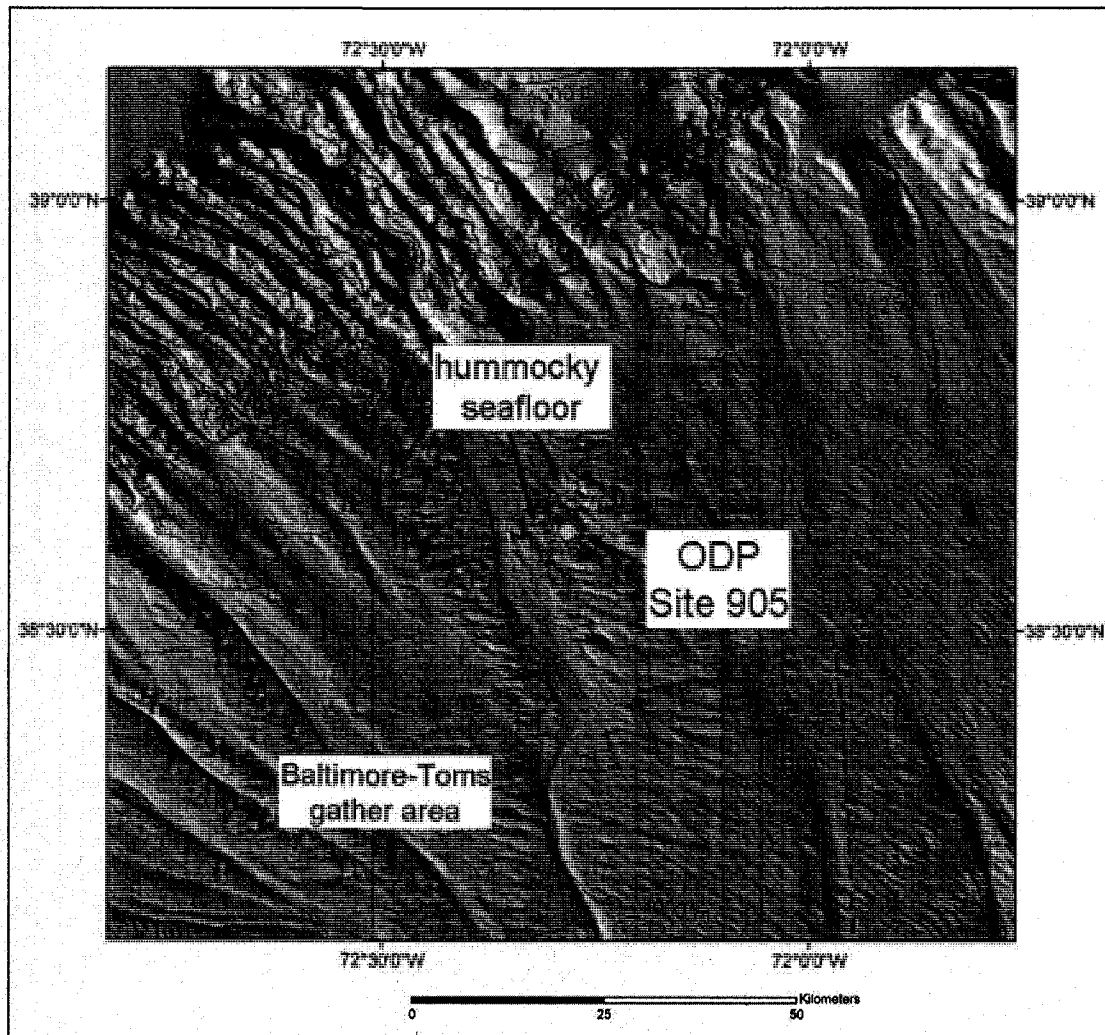 72°30'0"W 72°0'0"W
39°0'0"N 39°0'0"N
hummocky
seafloor
ODP
Site 905
38°30'0"N 38°30'0"N
Baltimore-Toms
gather area
72°30'0"W 72°0'0"W
Kilometers
0 25 50